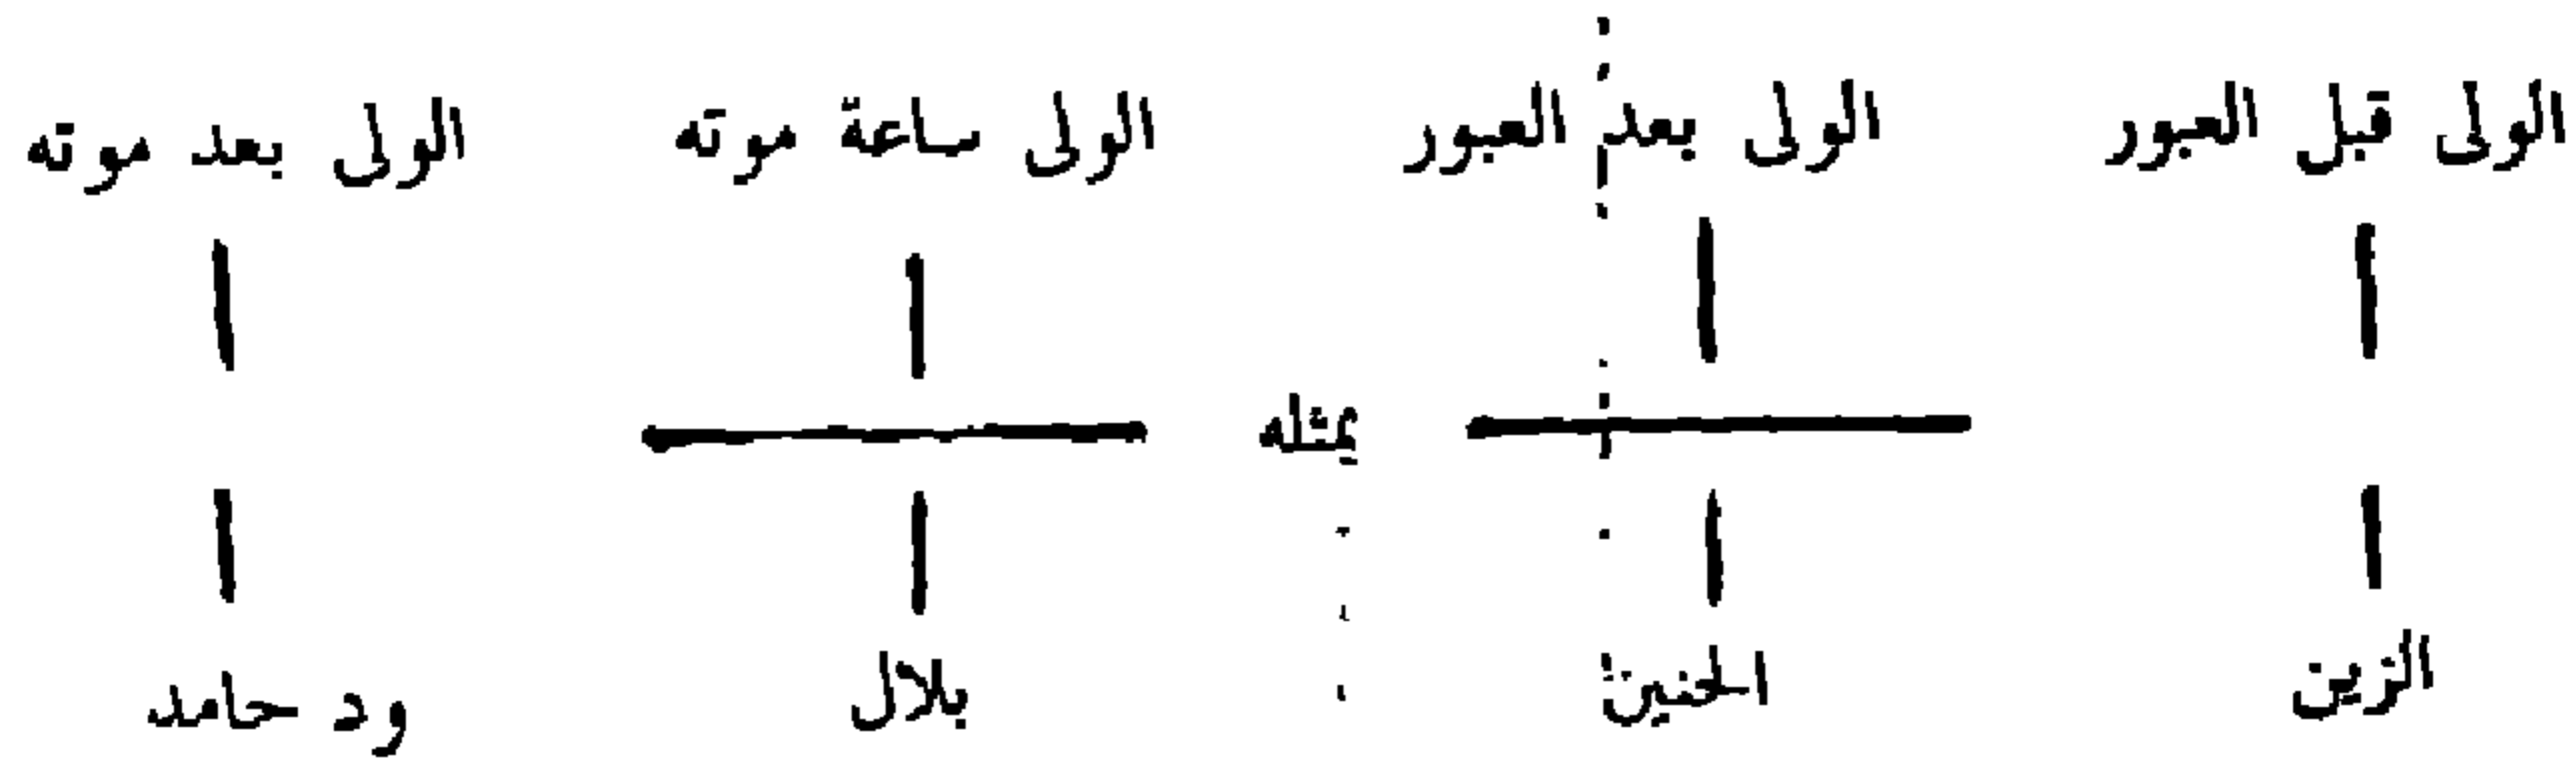 الولى قبل العبور الولى بعد العبور الولى ساعة موته الولى بعد موته
يمثله
الزين الحنين بلال ود حامد